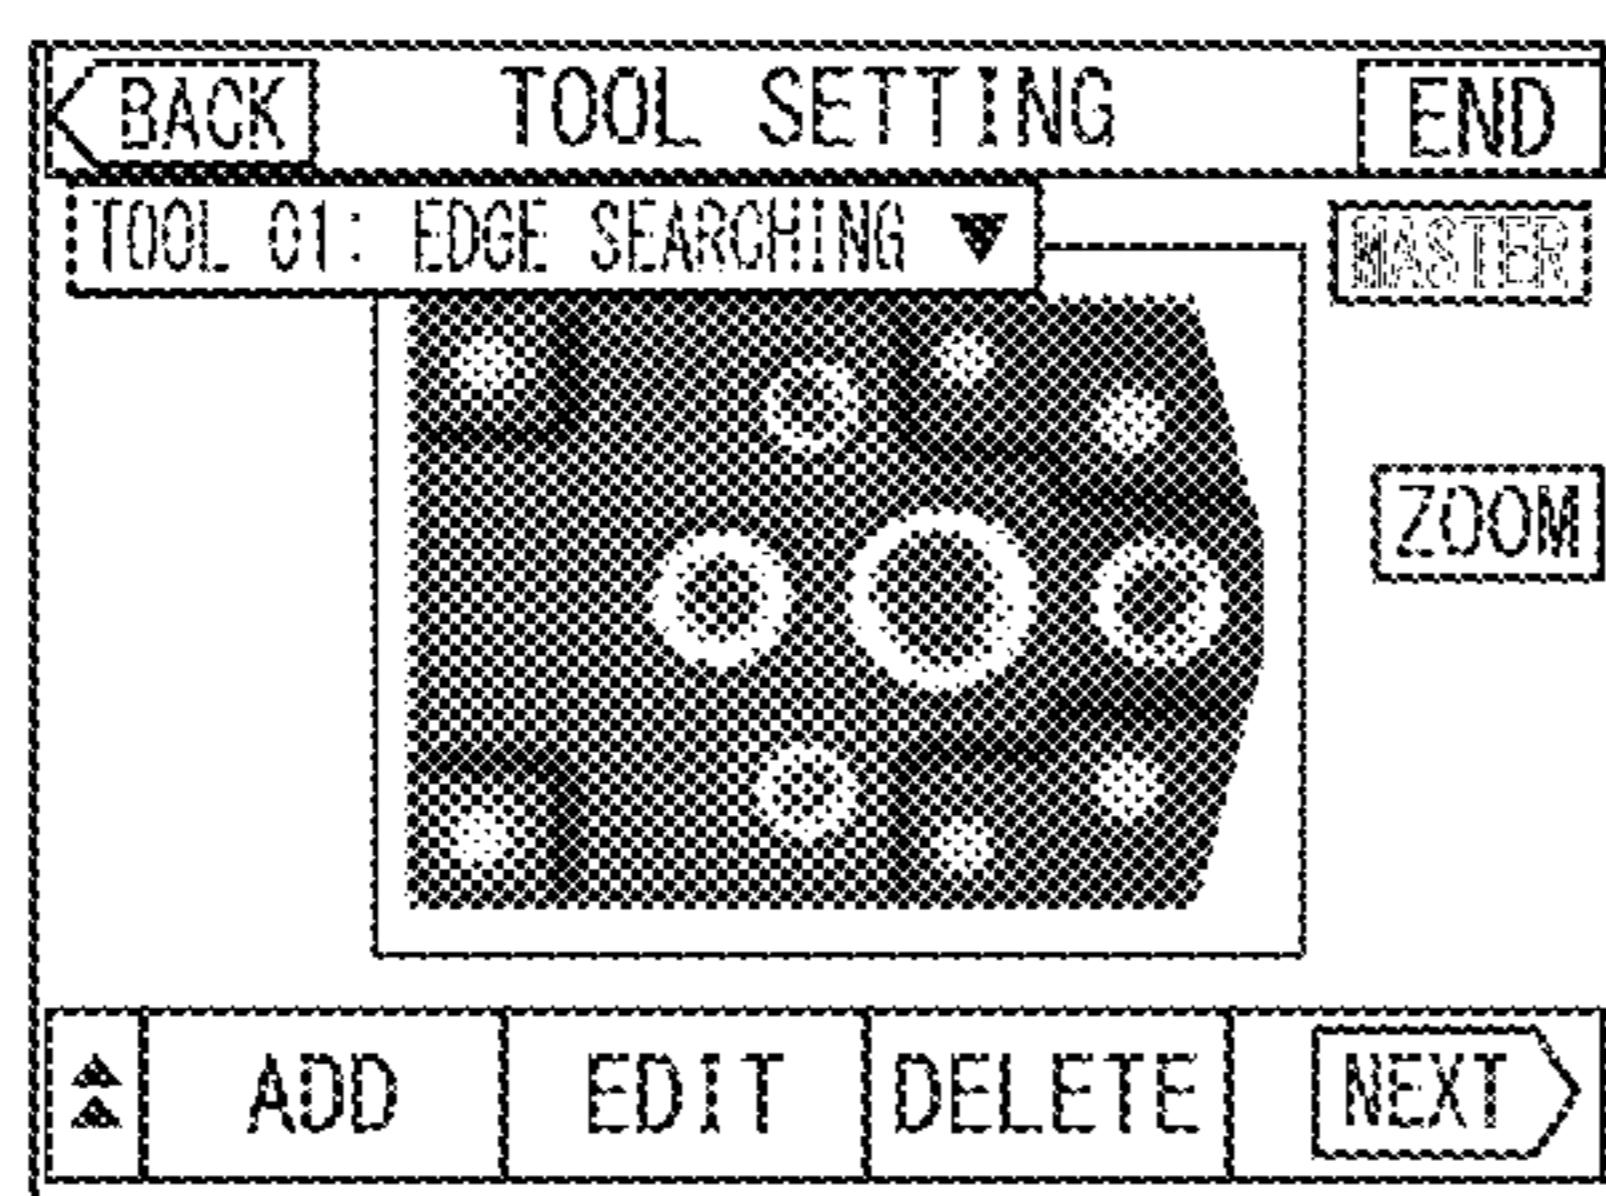 BACK TOOL SETTING END
TOOL 01: EDGE SEARCHING ▼
MASTER
ZOOM
ADD EDIT DELETE NEXT